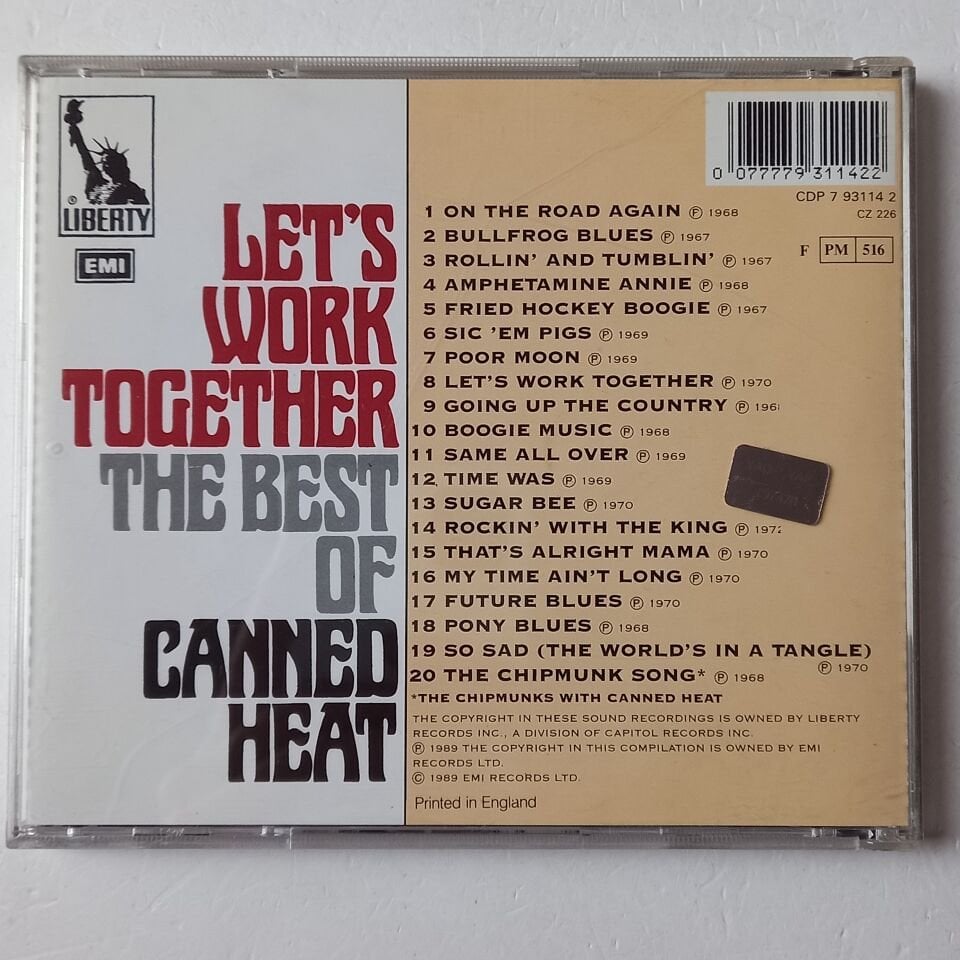 LIBERTY
EMI
LET'S
WORK
TOGETHER
THE BEST
OF
CANNED
HEAT
0 077779 311422
CDP 7 93114 2
CZ 226
F PM 516
1 ON THE ROAD AGAIN ℗ 1968
2 BULLFROG BLUES ℗ 1967
3 ROLLIN' AND TUMBLIN' ℗ 1967
4 AMPHETAMINE ANNIE ℗ 1968
5 FRIED HOCKEY BOOGIE ℗ 1967
6 SIC 'EM PIGS ℗ 1969
7 POOR MOON ℗ 1969
8 LET'S WORK TOGETHER ℗ 1970
9 GOING UP THE COUNTRY ℗
10 BOOGIE MUSIC ℗ 1968
11 SAME ALL OVER ℗ 1969
12 TIME WAS ℗ 1969
13 SUGAR BEE ℗ 1970
14 ROCKIN' WITH THE KING ℗ 1972
15 THAT'S ALRIGHT MAMA ℗ 1970
16 MY TIME AIN'T LONG ℗ 1970
17 FUTURE BLUES ℗ 1970
18 PONY BLUES ℗ 1968
19 SO SAD (THE WORLD'S IN A TANGLE)
℗ 1970
20 THE CHIPMUNK SONG* ℗ 1968
*THE CHIPMUNKS WITH CANNED HEAT
THE COPYRIGHT IN THESE SOUND RECORDINGS IS OWNED BY LIBERTY
RECORDS INC., A DIVISION OF CAPITOL RECORDS INC.
℗ 1989 THE COPYRIGHT IN THIS COMPILATION IS OWNED BY EMI
RECORDS LTD.
© 1989 EMI RECORDS LTD.
Printed in England